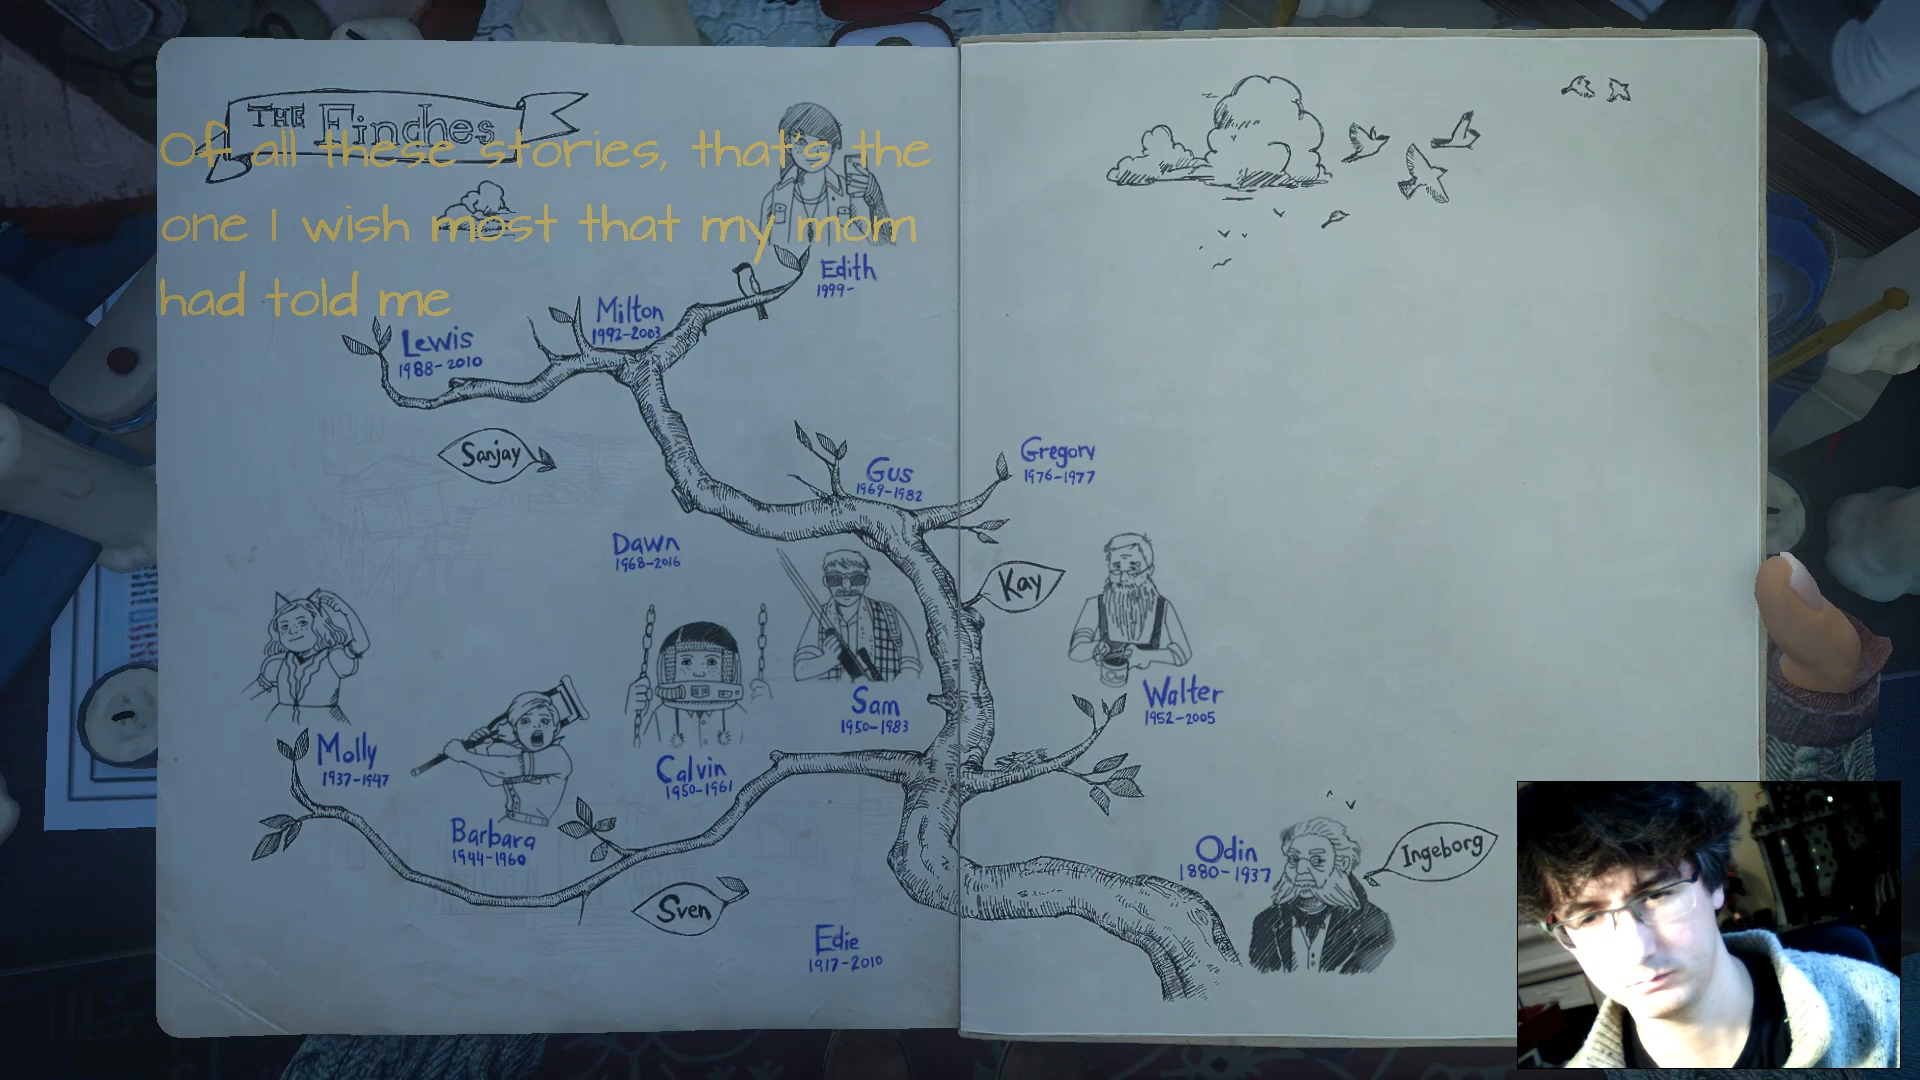 THE Finches
Of all these stories, that's the
one I wish most that my mom
had told me
Edith
1999-
Milton
1992-2003
Lewis
1988-2010
Sanjay
Gregory
1976-1977
Gus
1969-1982
Dawn
1968-2016
Kay
Sam
1950-1983
Walter
1952-2005
Molly
1937-1947
Calvin
1950-1961
Barbara
1944-1960
Odin
1880-1937
Ingeborg
Sven
Edie
1917-2010